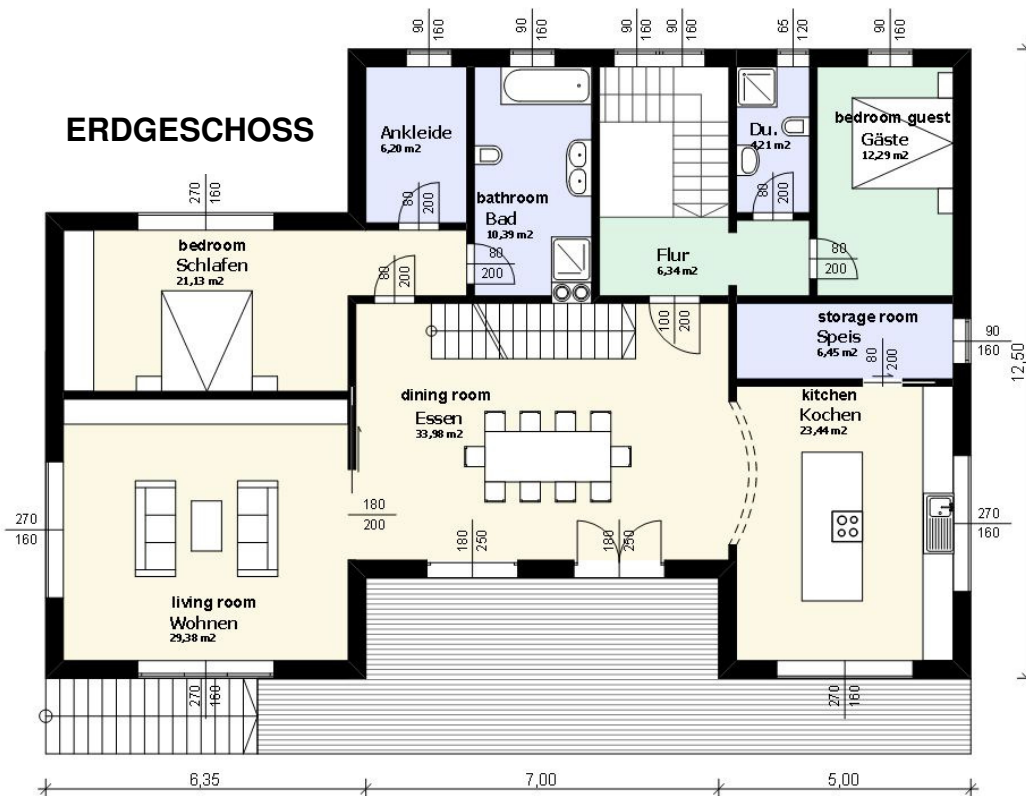 90
160
90
160
90
160
90
160
65
120
90
160
ERDGESCHOSS
Ankleide
6,20 m2
80
200
bathroom
Bad
10,39 m2
80
200
Du.
4,21 m2
80
200
bedroom guest
Gäste
12,29 m2
80
200
270
160
bedroom
Schlafen
21,13 m2
80
200
Flur
6,34 m2
100
200
storage room
Speis
6,45 m2
80
200
90
160
12,50
dining room
Essen
33,98 m2
kitchen
Kochen
23,44 m2
270
160
180
200
180
250
180
250
270
160
living room
Wohnen
29,38 m2
270
160
270
160
6,35
7,00
5,00